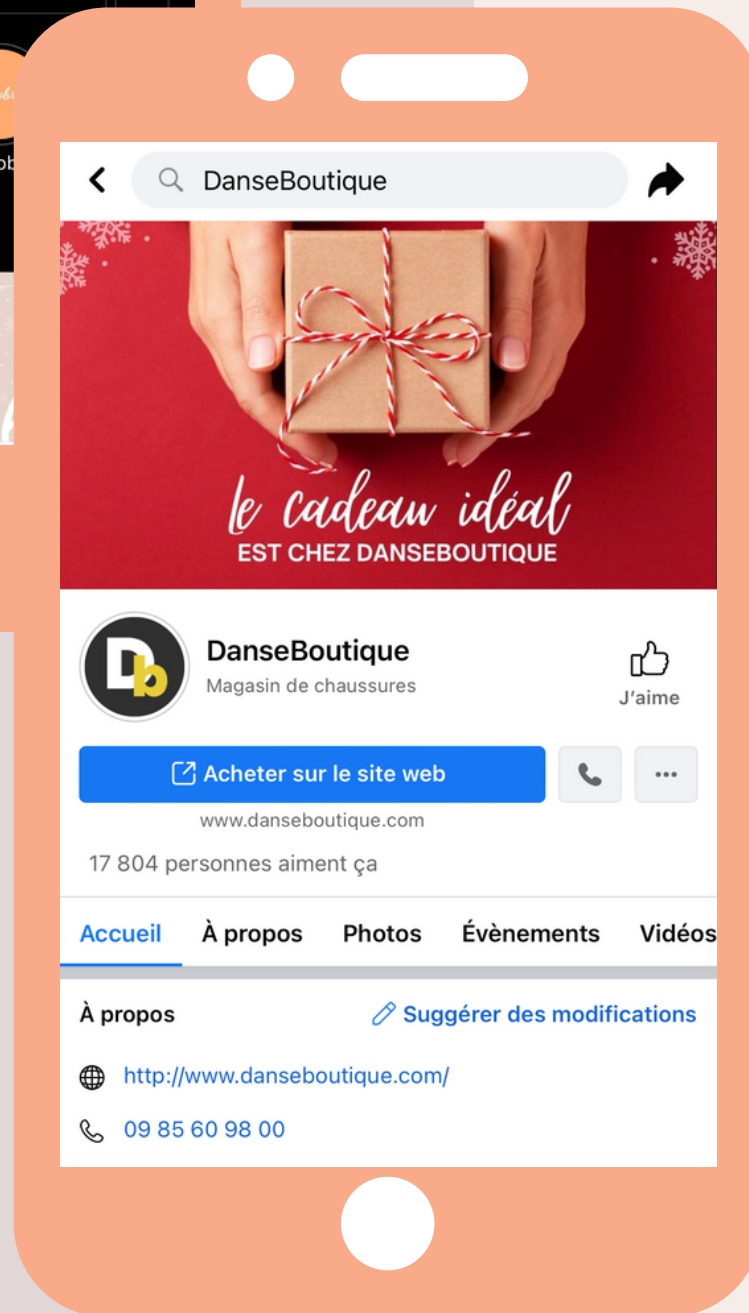 DanseBoutique
le cadeau idéal
EST CHEZ DANSEBOUTIQUE
Db
DanseBoutique
Magasin de chaussures
J'aime
Acheter sur le site web
www.danseboutique.com
17 804 personnes aiment ça
Accueil À propos Photos Évènements Vidéos
À propos Suggérer des modifications
http://www.danseboutique.com/
09 85 60 98 00